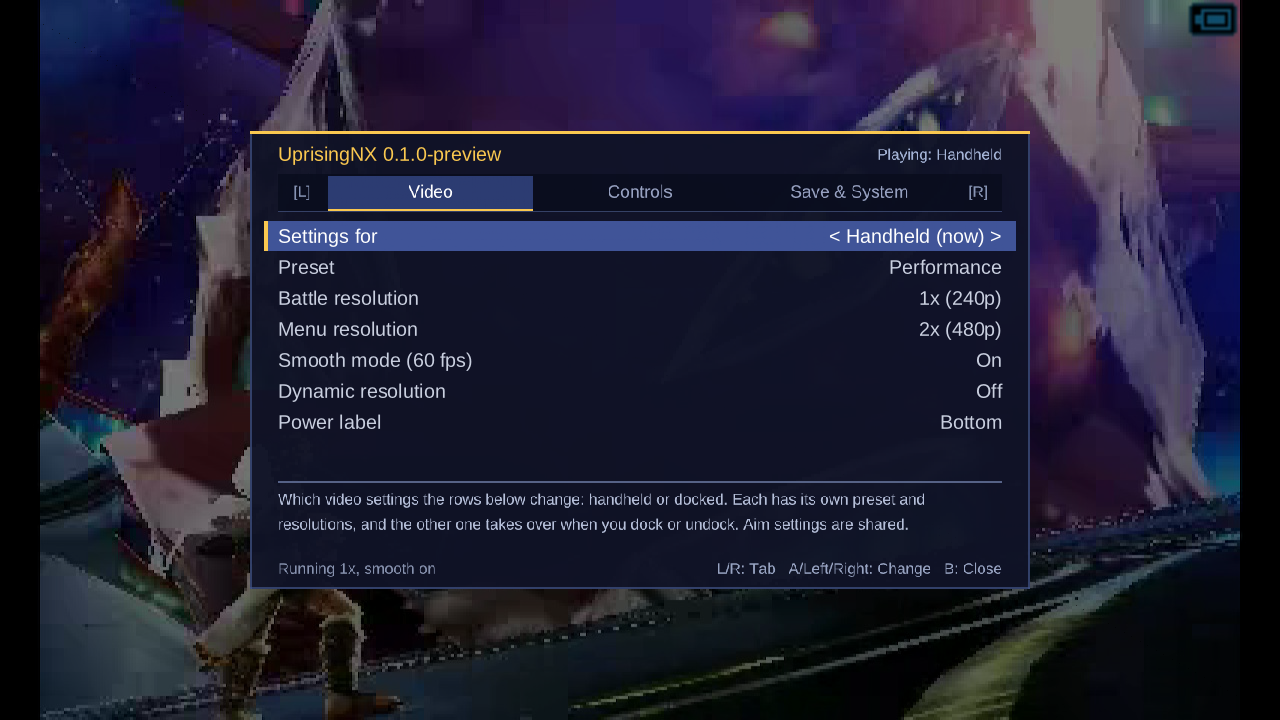 UprisingNX 0.1.0-preview
Playing: Handheld
[L] Video Controls Save & System [R]
Settings for < Handheld (now) >
Preset Performance
Battle resolution 1x (240p)
Menu resolution 2x (480p)
Smooth mode (60 fps) On
Dynamic resolution Off
Power label Bottom
Which video settings the rows below change: handheld or docked. Each has its own preset and
resolutions, and the other one takes over when you dock or undock. Aim settings are shared.
Running 1x, smooth on
L/R: Tab A/Left/Right: Change B: Close